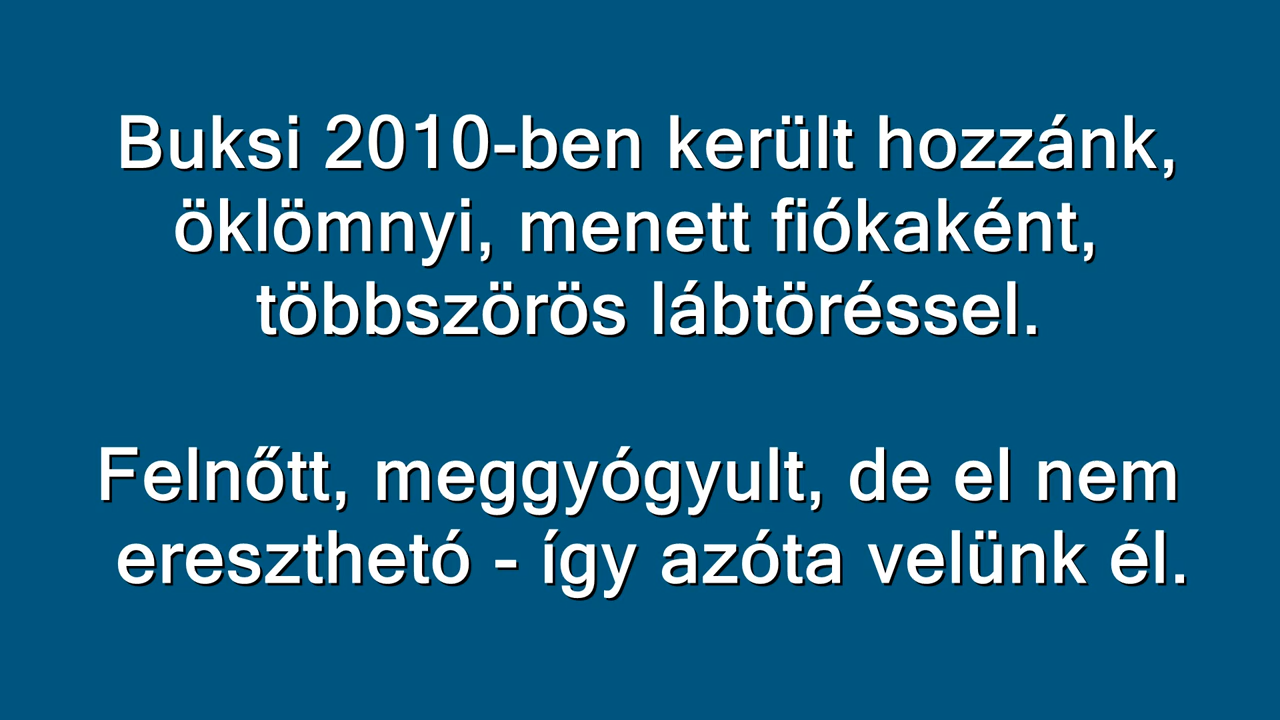 Buksi 2010-ben került hozzánk,
öklömnyi, menett fiókaként,
többszörös lábtöréssel.
Felnőtt, meggyógyult, de el nem
ereszthetó - így azóta velünk él.